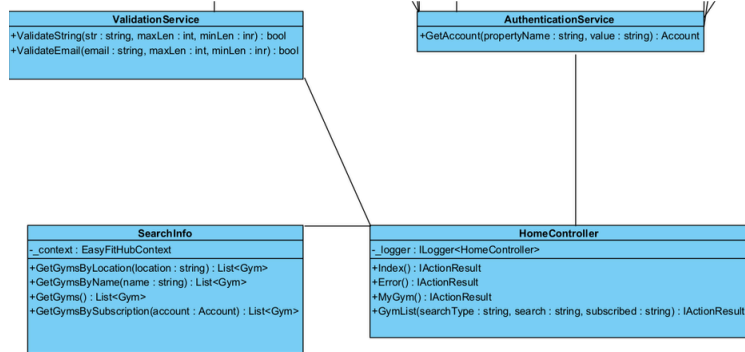 ValidationService
+ValidateString(str : string, maxLen : int, minLen : inr) : bool
+ValidateEmail(email : string, maxLen : int, minLen : inr) : bool
AuthenticationService
+GetAccount(propertyName : string, value : string) : Account
SearchInfo
-_context : EasyFitHubContext
+GetGymsByLocation(location : string) : List<Gym>
+GetGymsByName(name : string) : List<Gym>
+GetGyms() : List<Gym>
+GetGymsBySubscription(account : Account) : List<Gym>
HomeController
-_logger : ILogger<HomeController>
+Index() : IActionResult
+Error() : IActionResult
+MyGym() : IActionResult
+GymList(searchType : string, search : string, subscribed : string) : IActionResult